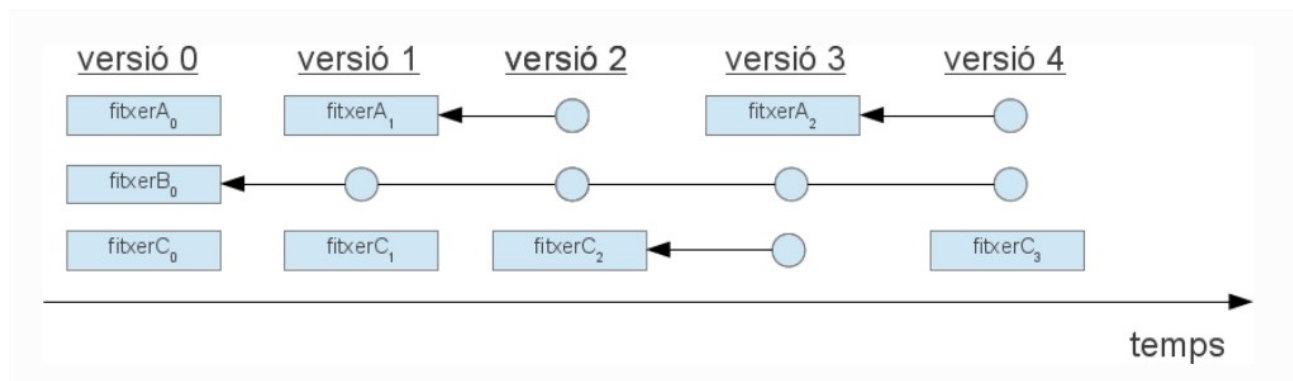 versió 0 versió 1 versió 2 versió 3 versió 4
fitxerA0 fitxerA1 fitxerA2
fitxerB0
fitxerC0 fitxerC1 fitxerC2 fitxerC3
temps